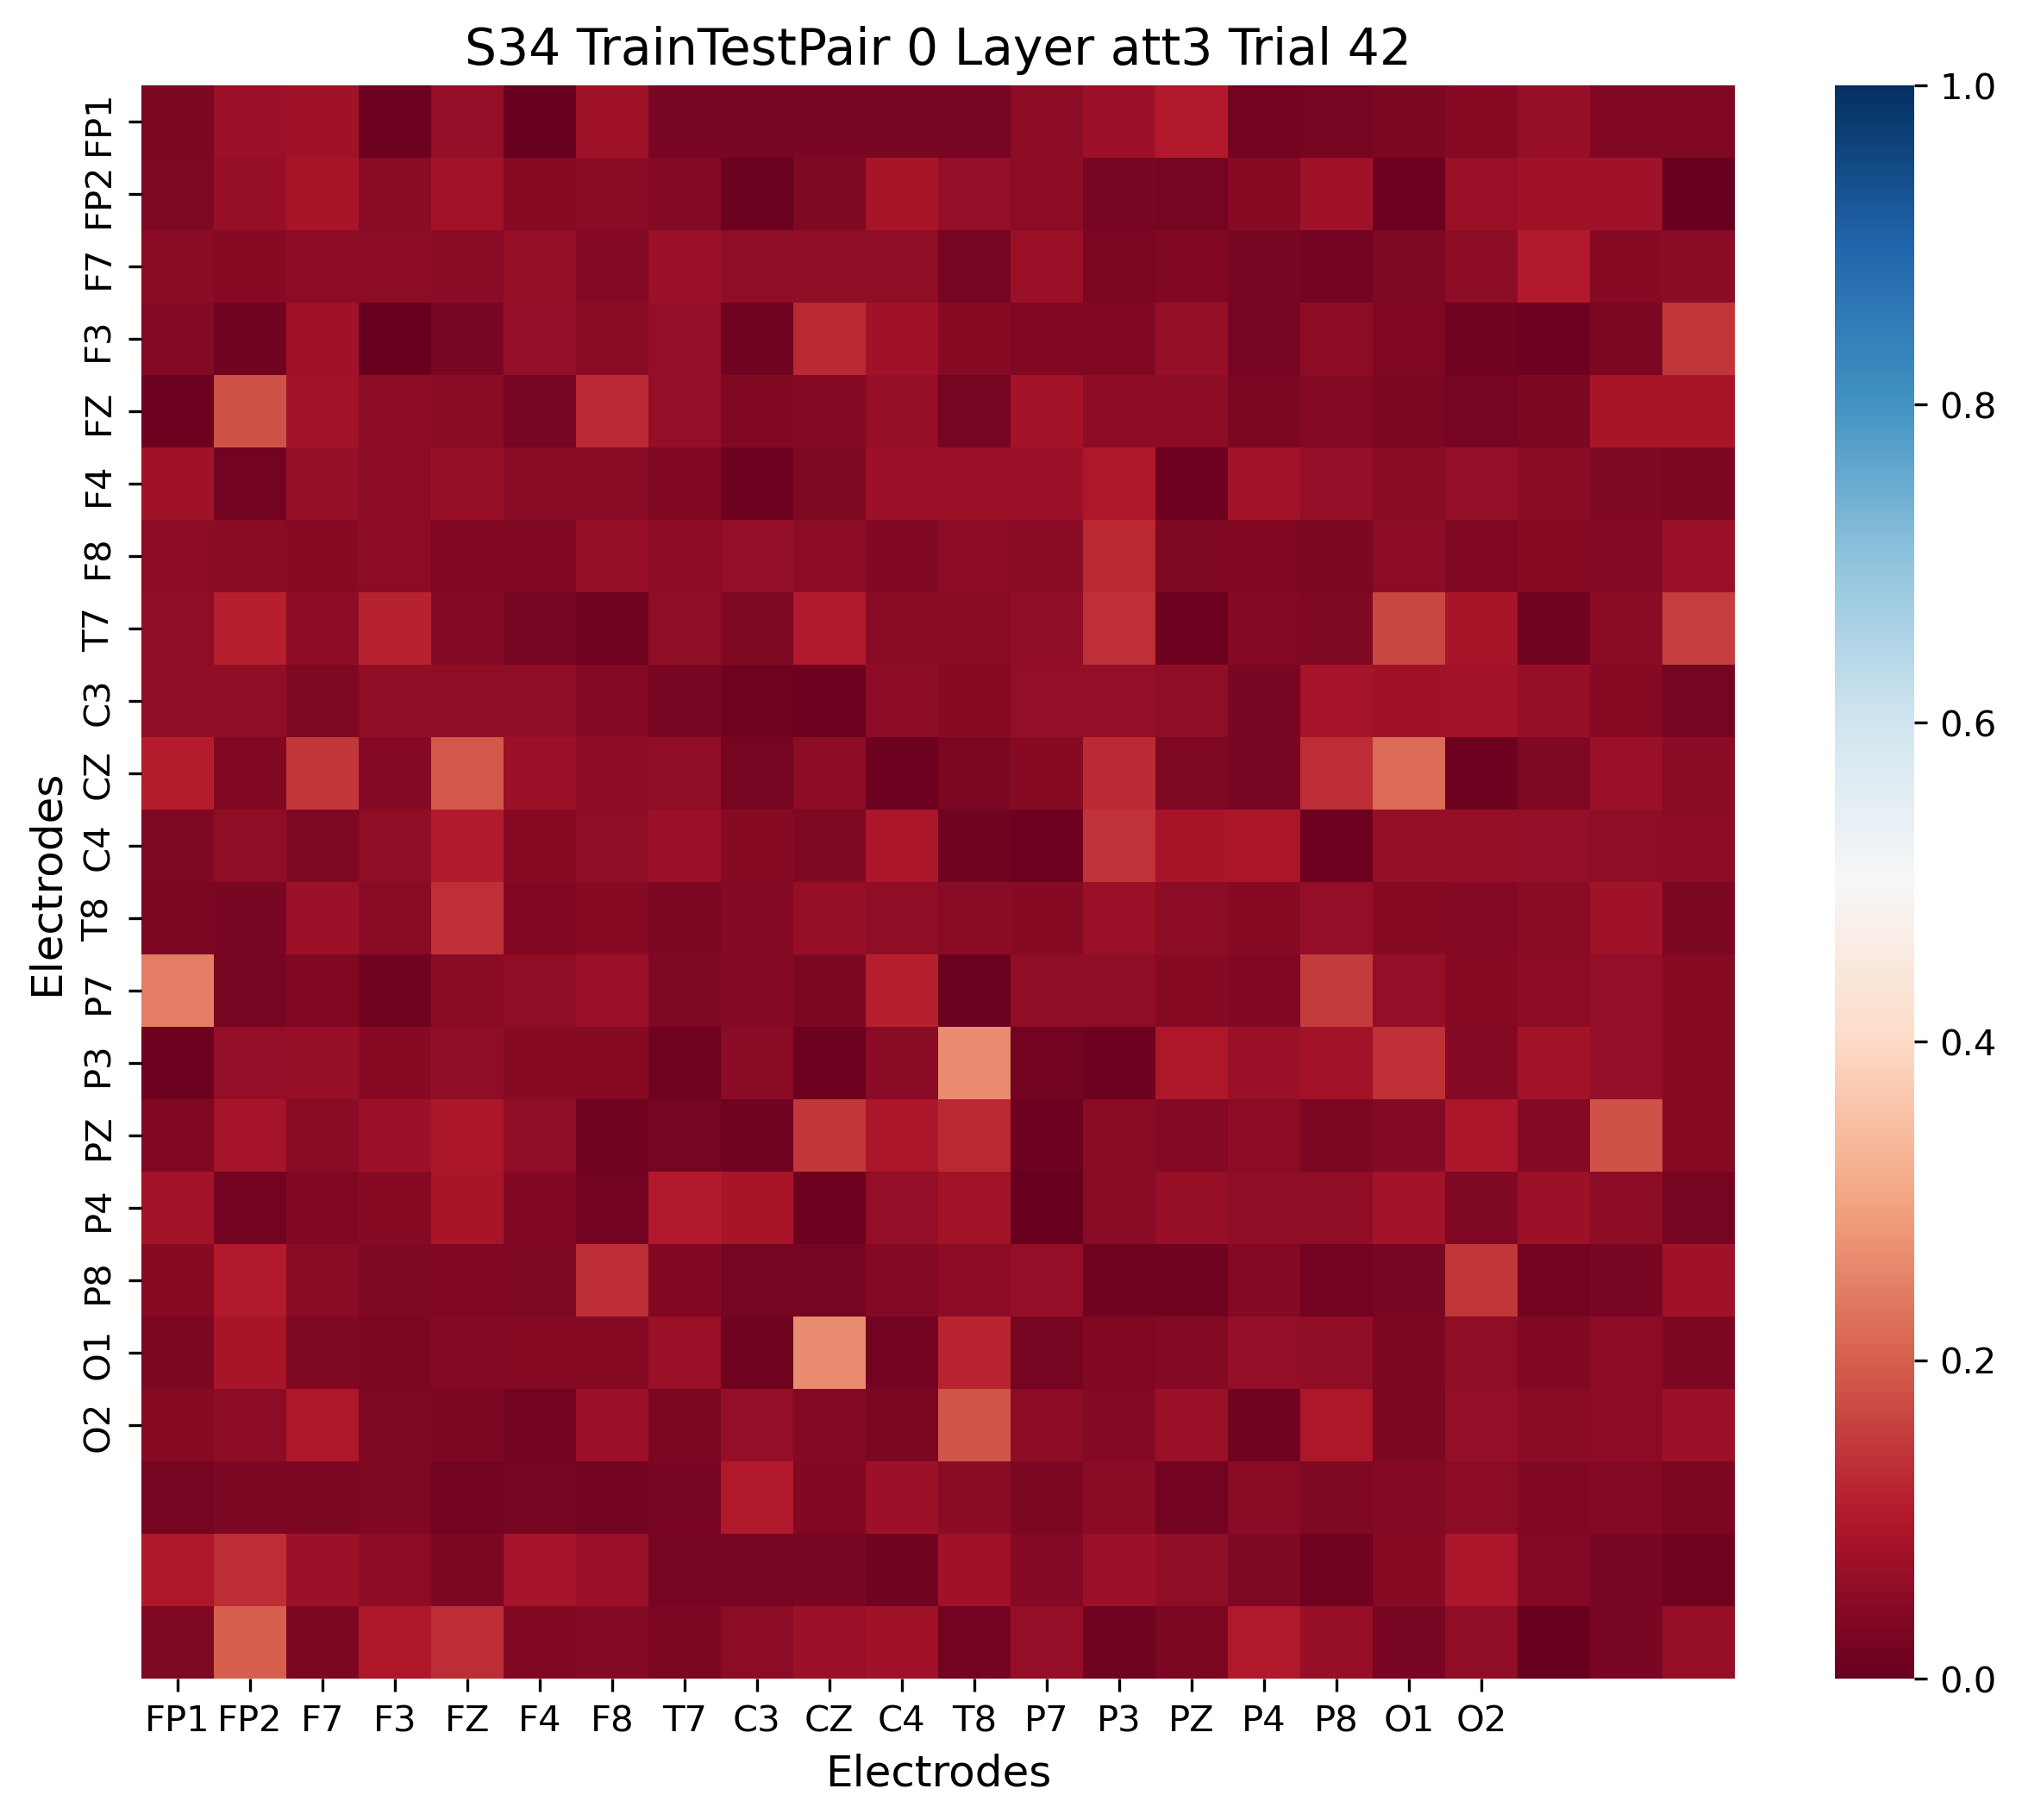 S34 TrainTestPair 0 Layer att3 Trial 42
FP1
FP2
F7
F3
FZ
F4
F8
T7
C3
CZ
C4
T8
P7
P3
PZ
P4
P8
O1
O2
Electrodes
FP1 FP2 F7 F3 FZ F4 F8 T7 C3 CZ C4 T8 P7 P3 PZ P4 P8 O1 O2
Electrodes
1.0
0.8
0.6
0.4
0.2
0.0